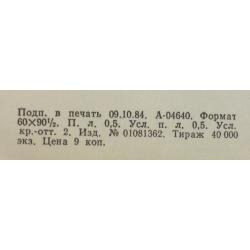 Подп. в печать 09.10.84. А-04640. Формат
60×90½. П. л. 0,5. Усл. п. л. 0,5. Усл.
кр.-отт. 2. Изд. № 01081362. Тираж 40 000
экз. Цена 9 коп.